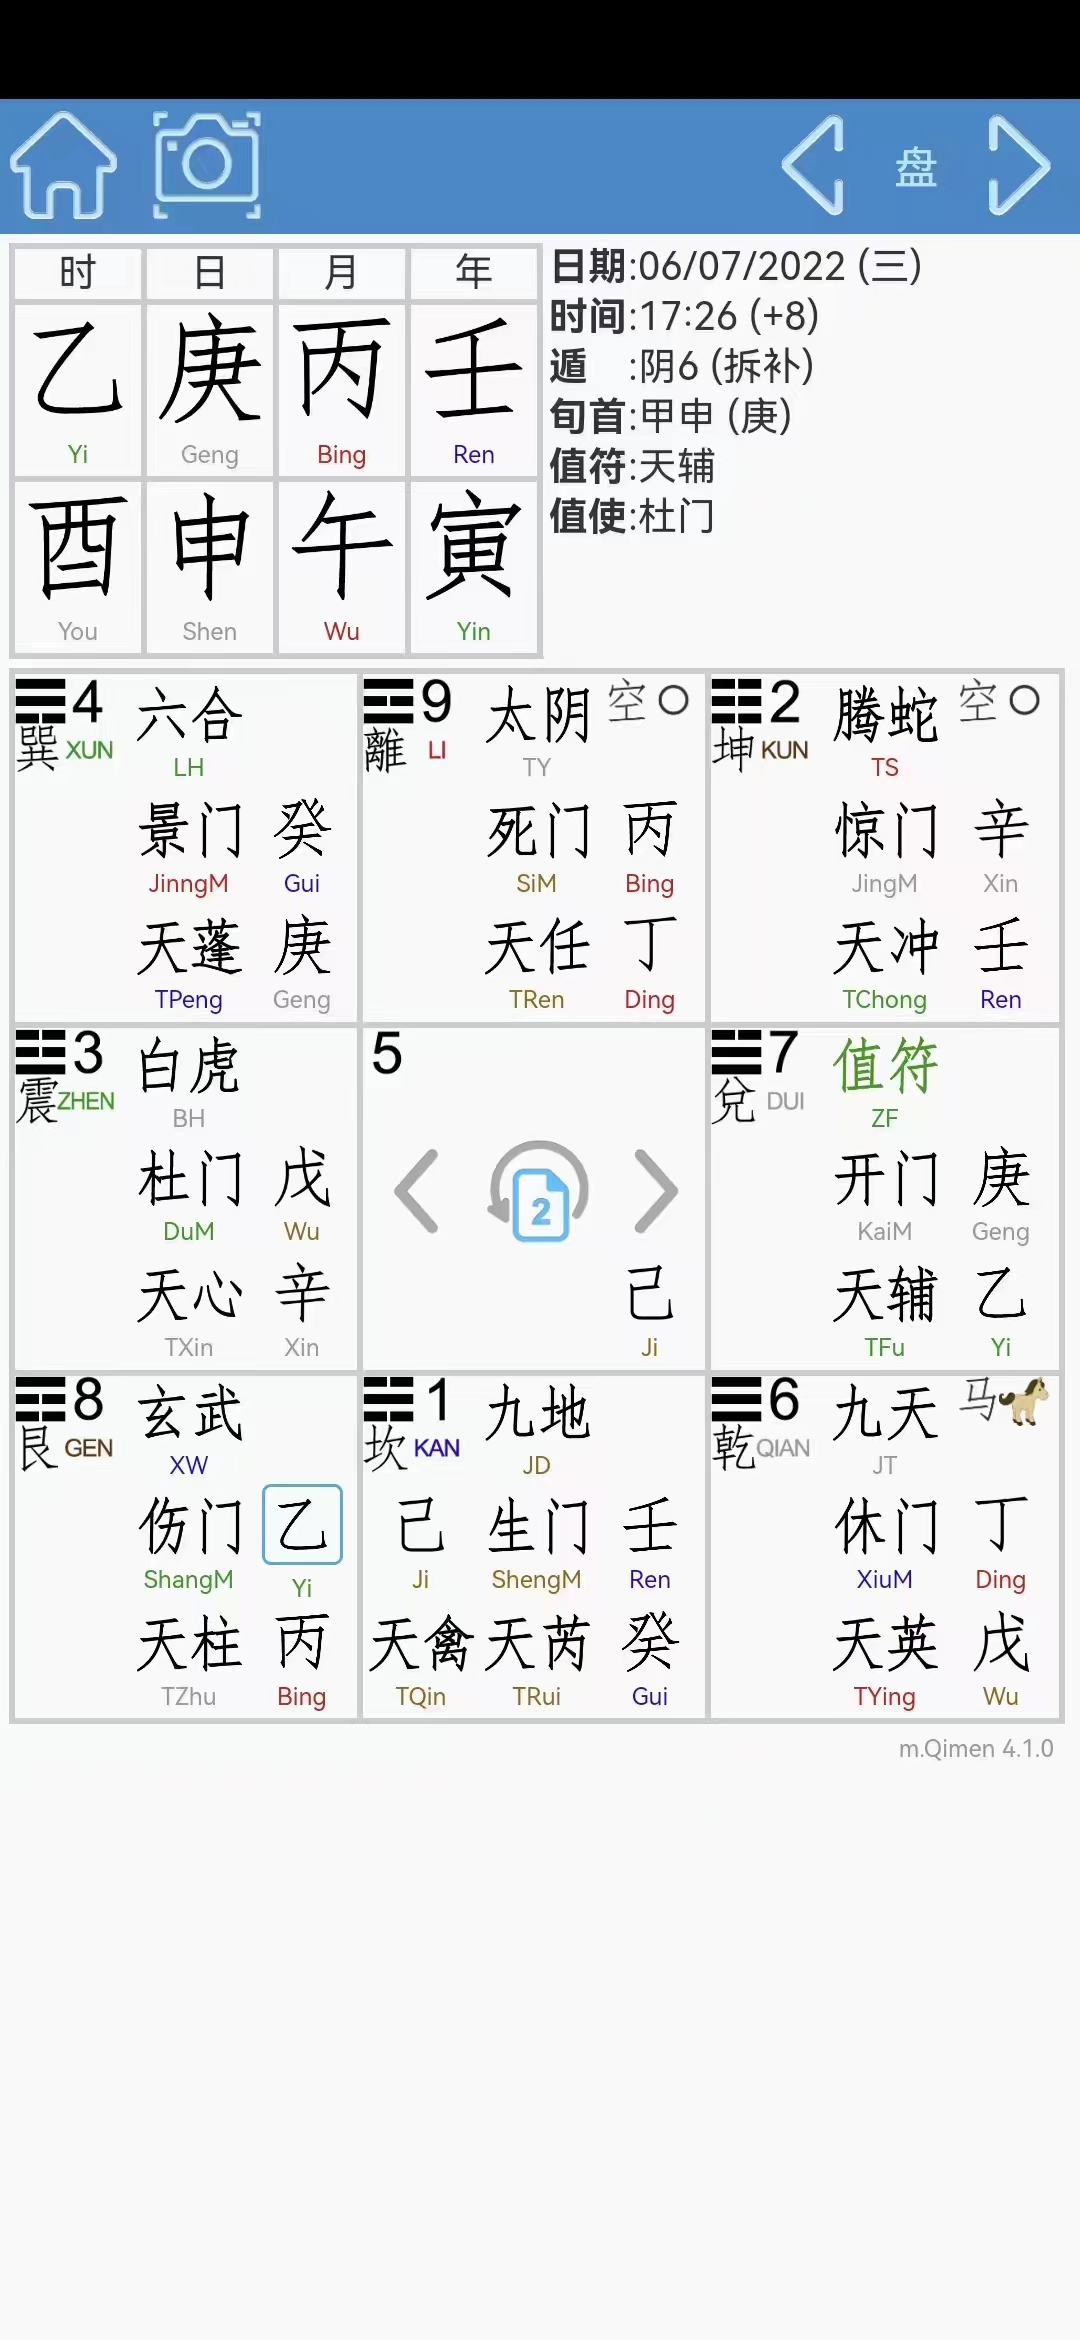 盘
时 日 月 年
乙 庚 丙 壬
Yi Geng Bing Ren
酉 申 午 寅
You Shen Wu Yin
日期:06/07/2022 (三)
时间:17:26 (+8)
遁 :阴6 (拆补)
旬首:甲申 (庚)
值符:天辅
值使:杜门
4 六合
巽 XUN
LH
景门 癸
JinngM Gui
天蓬 庚
TPeng Geng
9 太阴 空
離 LI
TY
死门 丙
SiM Bing
天任 丁
TRen Ding
2 腾蛇 空
坤 KUN
TS
惊门 辛
JingM Xin
天冲 壬
TChong Ren
3 白虎
震 ZHEN
BH
杜门 戊
DuM Wu
天心 辛
TXin Xin
5
2
己
Ji
7 值符
兌 DUI
ZF
开门 庚
KaiM Geng
天辅 乙
TFu Yi
8 玄武
艮 GEN
XW
伤门 乙
ShangM Yi
天柱 丙
TZhu Bing
1 九地
坎 KAN
JD
己 生门 壬
Ji ShengM Ren
天禽 天芮 癸
TQin TRui Gui
6 九天 马
乾 QIAN
JT
休门 丁
XiuM Ding
天英 戊
TYing Wu
m.Qimen 4.1.0